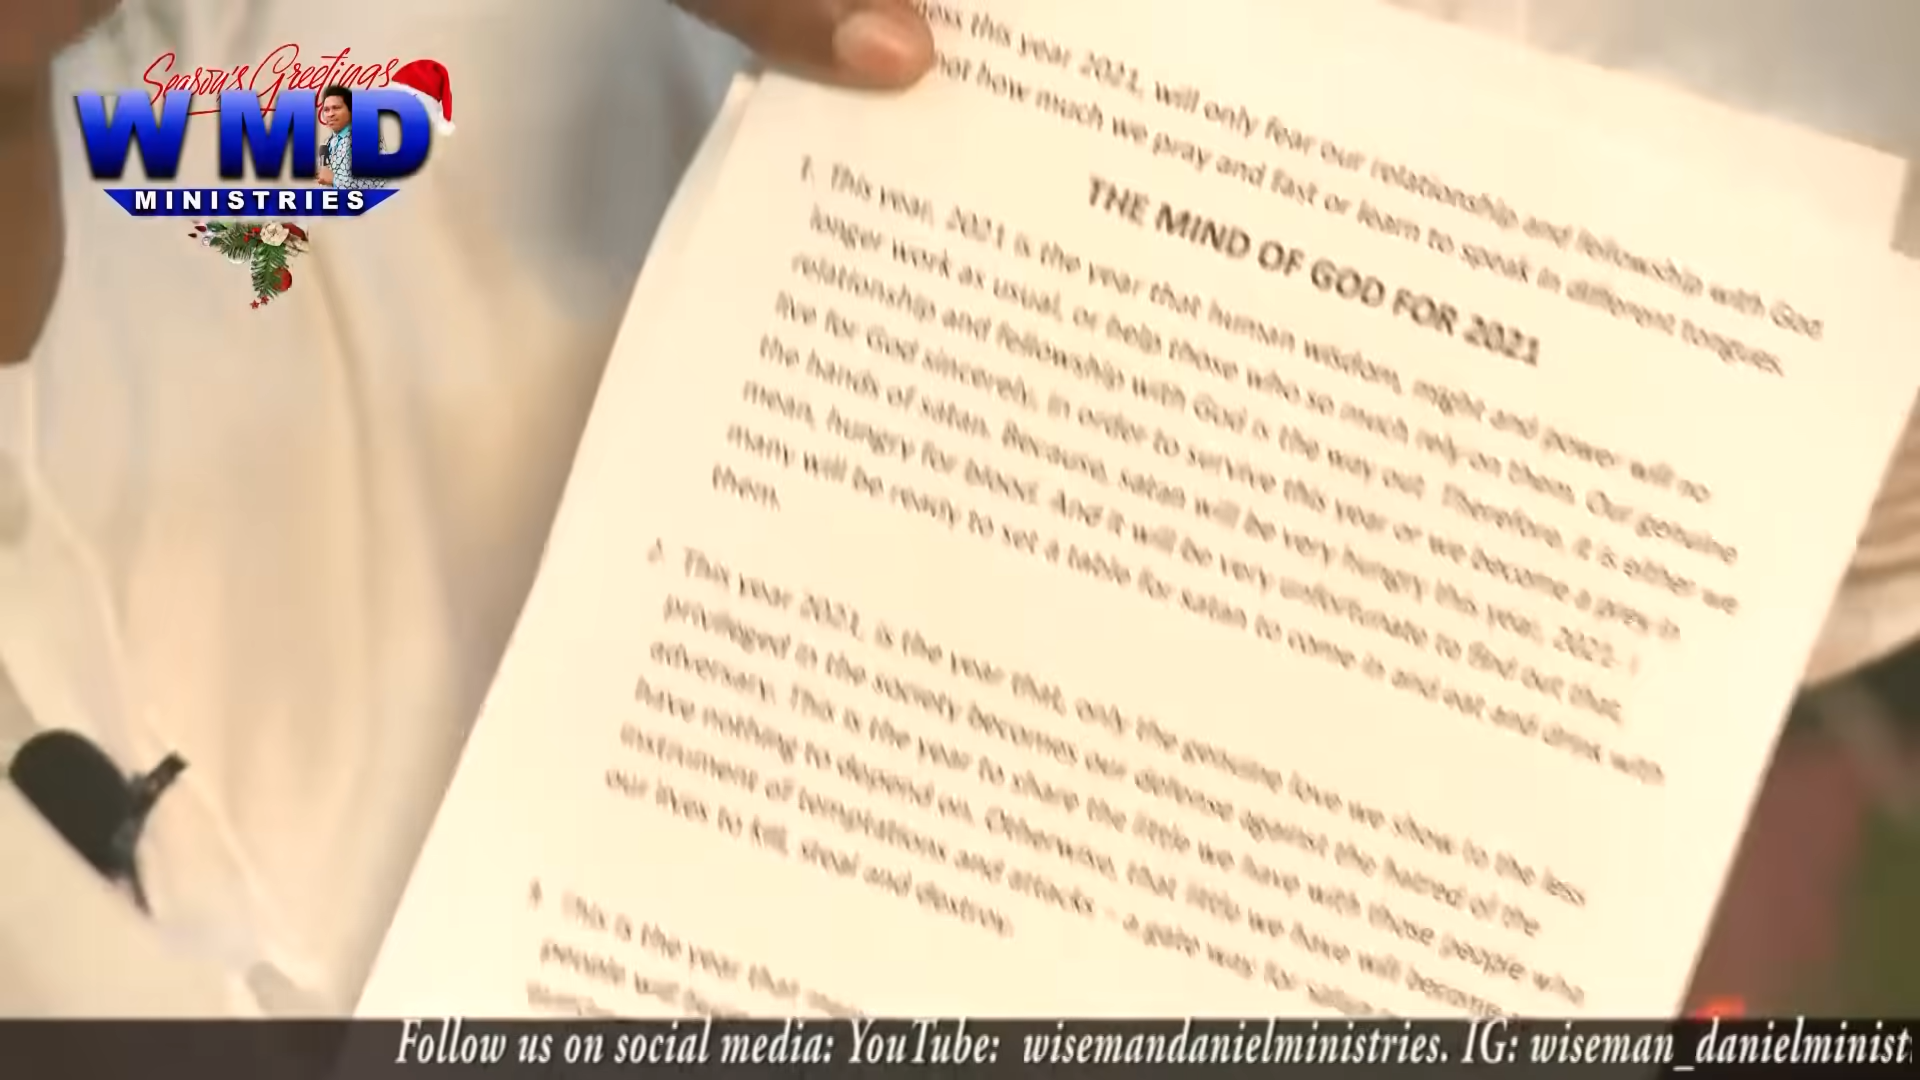 Season's Greetings
WMD
MINISTRIES
this year 2021, will only fear our relationship and fellowship with God
not how much we pray and fast or learn to speak in different tongues.
THE MIND OF GOD FOR 2021
1. This year, 2021 is the year that human wisdom, might and power will no
longer work as usual, or help those who so much rely on them. Our genuine
relationship and fellowship with God is the way out. Therefore, it is either we
live for God sincerely, in order to survive this year or we become a prey in
the hands of satan. Because, satan will be very hungry this year, 2021- I
mean, hungry for blood. And it will be very unfortunate to find out that,
many will be ready to set a table for satan to come in and eat and drink with
them.
2. This year 2021, is the year that, only the genuine love we show to the less
privileged in the society becomes our defense against the hatred of the
adversary. This is the year to share the little we have with those people who
have nothing to depend on. Otherwise, that little we have will become
instrument of temptations and attacks - a gate way for
our lives to kill, steal and destroy.
3. This is the year that
people will
Follow us on social media: YouTube: wisemandanielministries. IG: wiseman_danielminist